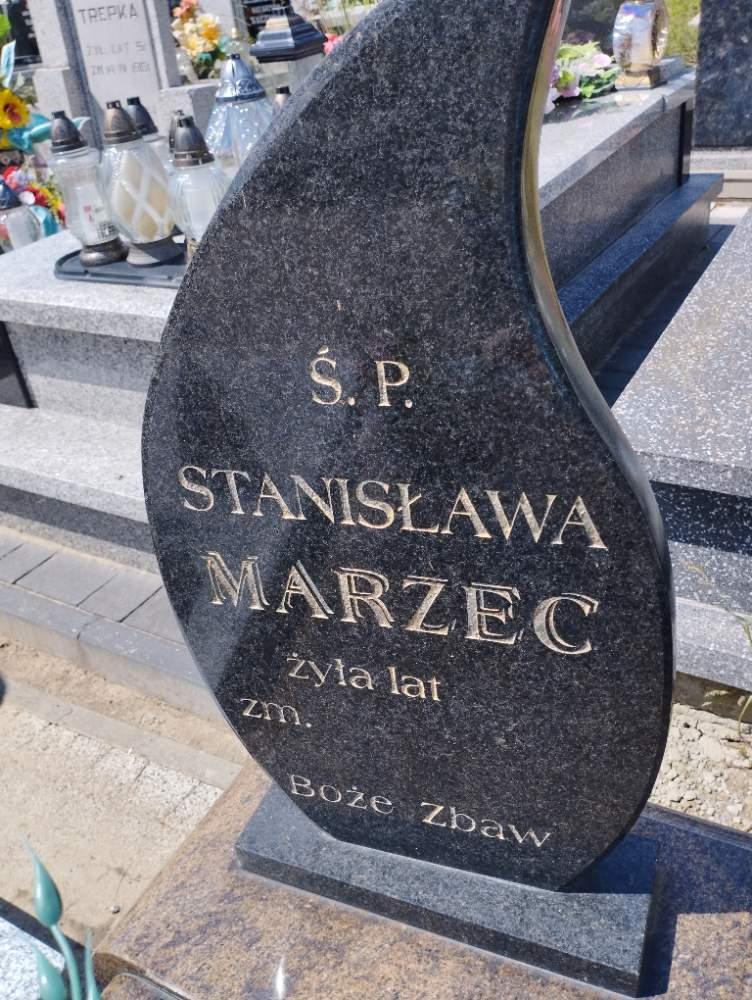 TREPKA
Ś. P.
STANISŁAWA
MARZEC
żyła lat
zm.
Boże Zbaw